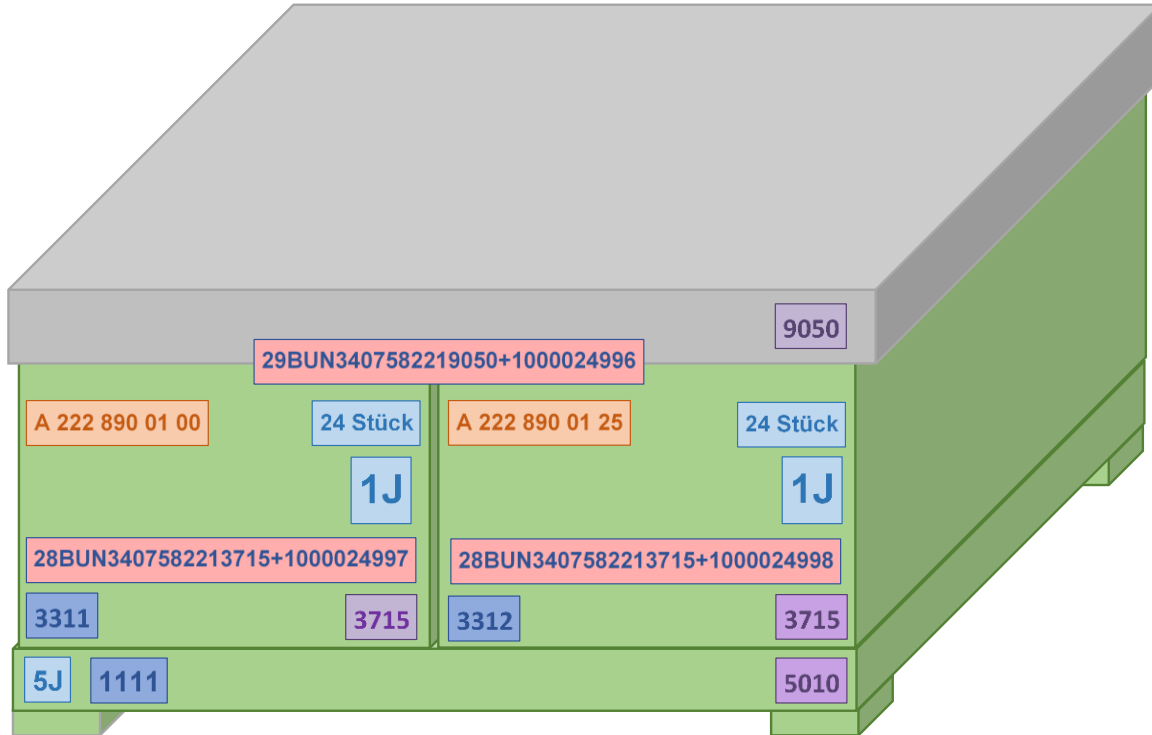 9050
29BUN3407582219050+1000024996
A 222 890 01 00
24 Stück
A 222 890 01 25
24 Stück
1J
1J
28BUN3407582213715+1000024997
28BUN3407582213715+1000024998
3311
3715
3312
3715
5J
1111
5010